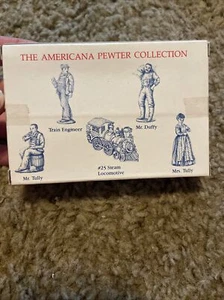 THE AMERICANA PEWTER COLLECTION
Train Engineer
Mr. Duffy
Mr. Tully
#25 Steam
Locomotive
Mrs. Tully